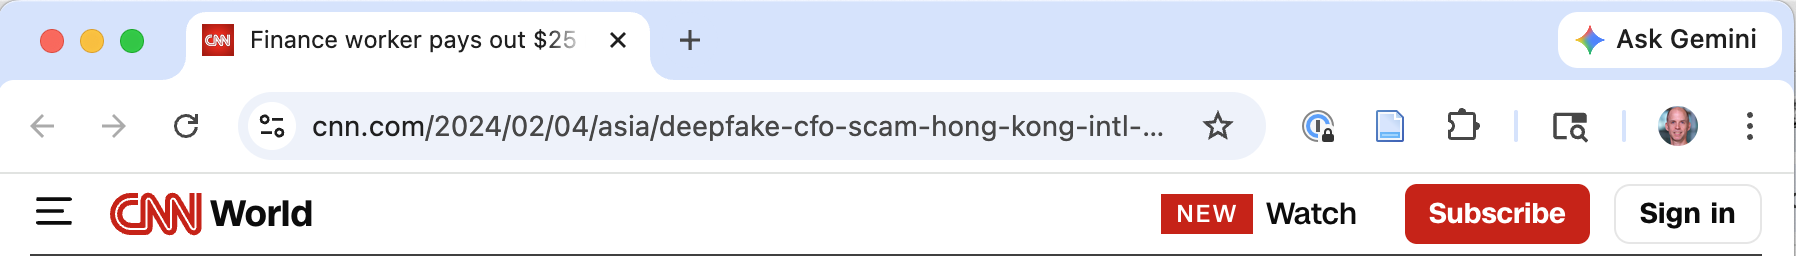 CNN Finance worker pays out $25 Ask Gemini
cnn.com/2024/02/04/asia/deepfake-cfo-scam-hong-kong-intl-...
CNN World NEW Watch Subscribe Sign in